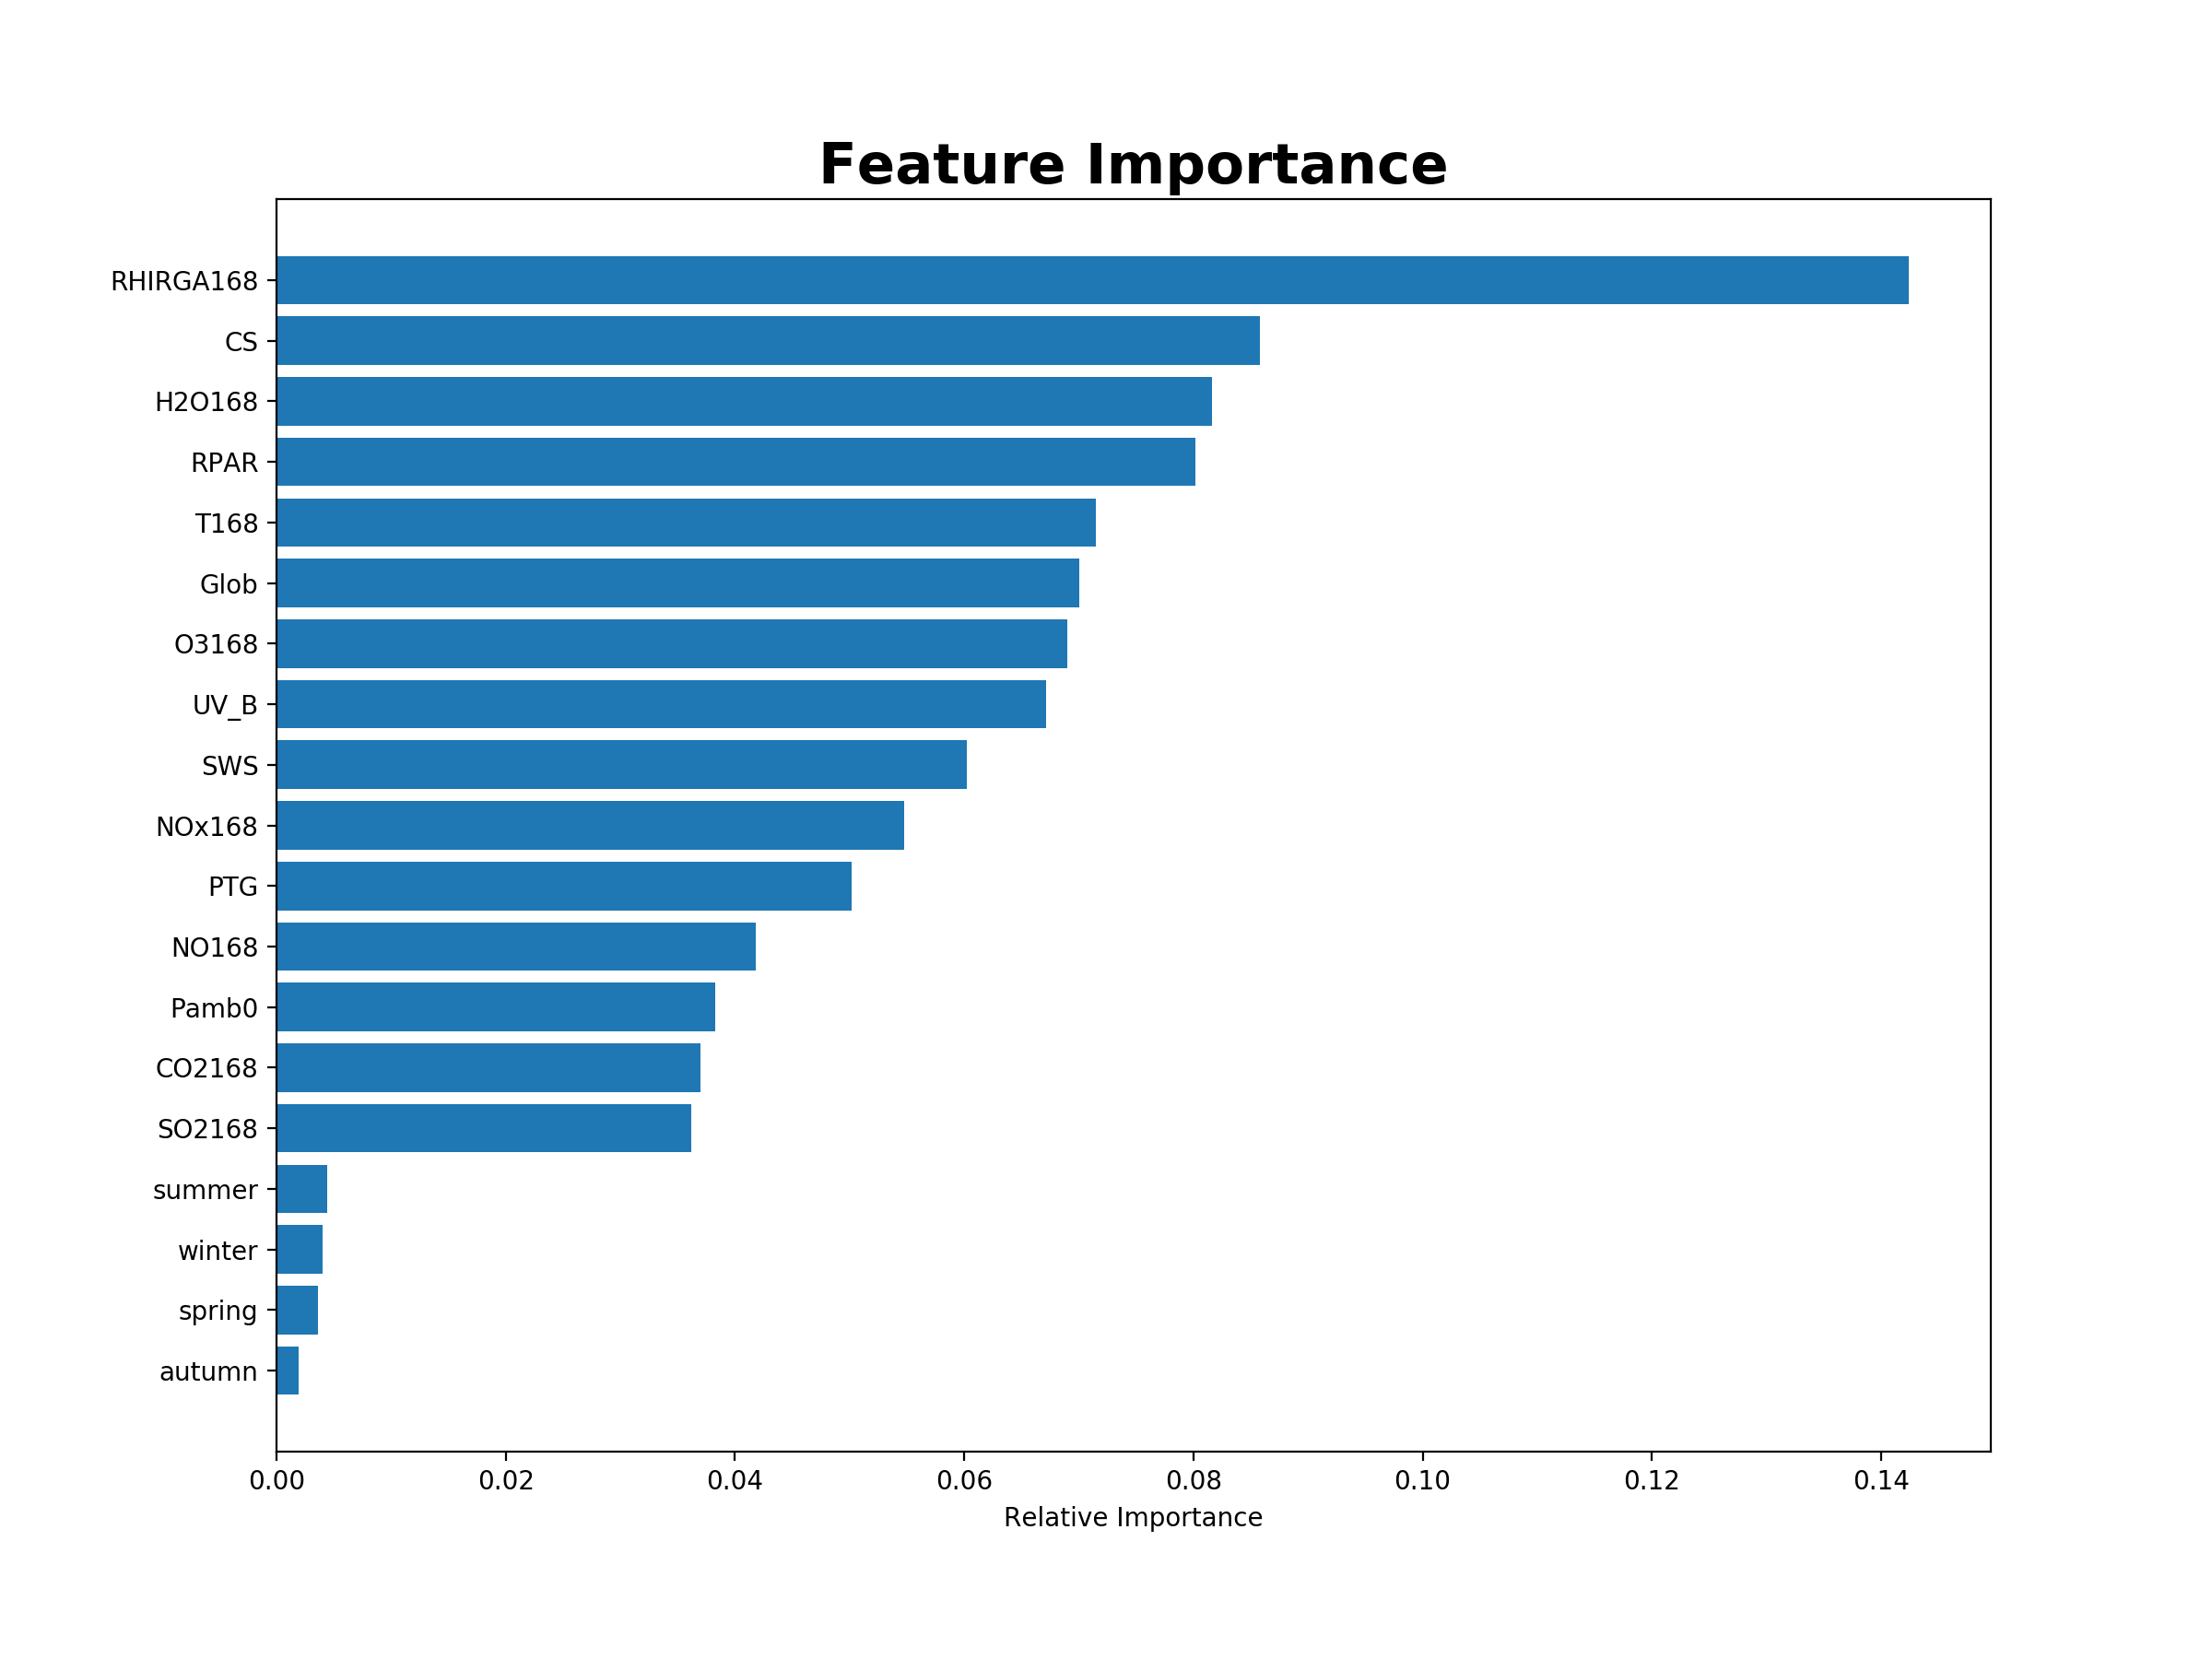 Feature Importance
RHIRGA168
CS
H2O168
RPAR
T168
Glob
O3168
UV_B
SWS
NOx168
PTG
NO168
Pamb0
CO2168
SO2168
summer
winter
spring
autumn
0.00 0.02 0.04 0.06 0.08 0.10 0.12 0.14
Relative Importance